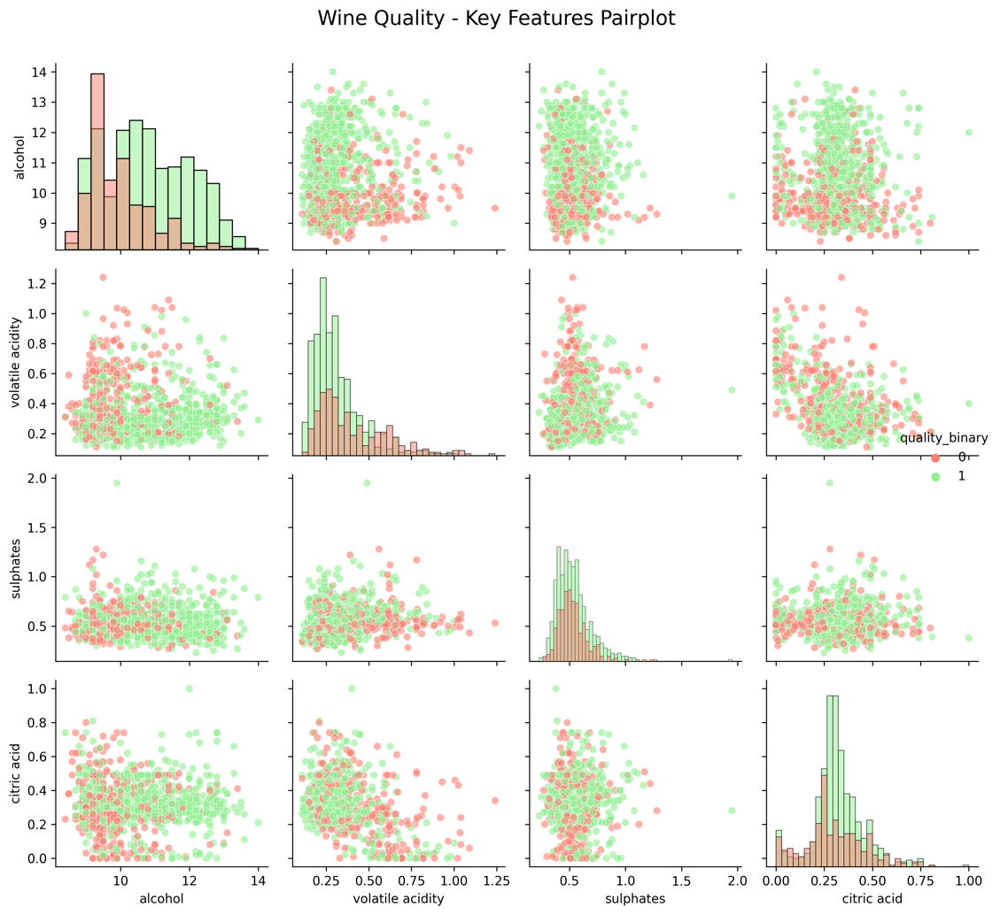 Wine Quality - Key Features Pairplot
alcohol
14
13
12
11
10
9
volatile acidity
1.2
1.0
0.8
0.6
0.4
0.2
quality_binary
0
1
sulphates
2.0
1.5
1.0
0.5
citric acid
1.0
0.8
0.6
0.4
0.2
0.0
10 12 14
0.25 0.50 0.75 1.00 1.25
0.5 1.0 1.5 2.0
0.00 0.25 0.50 0.75 1.00
alcohol
volatile acidity
sulphates
citric acid